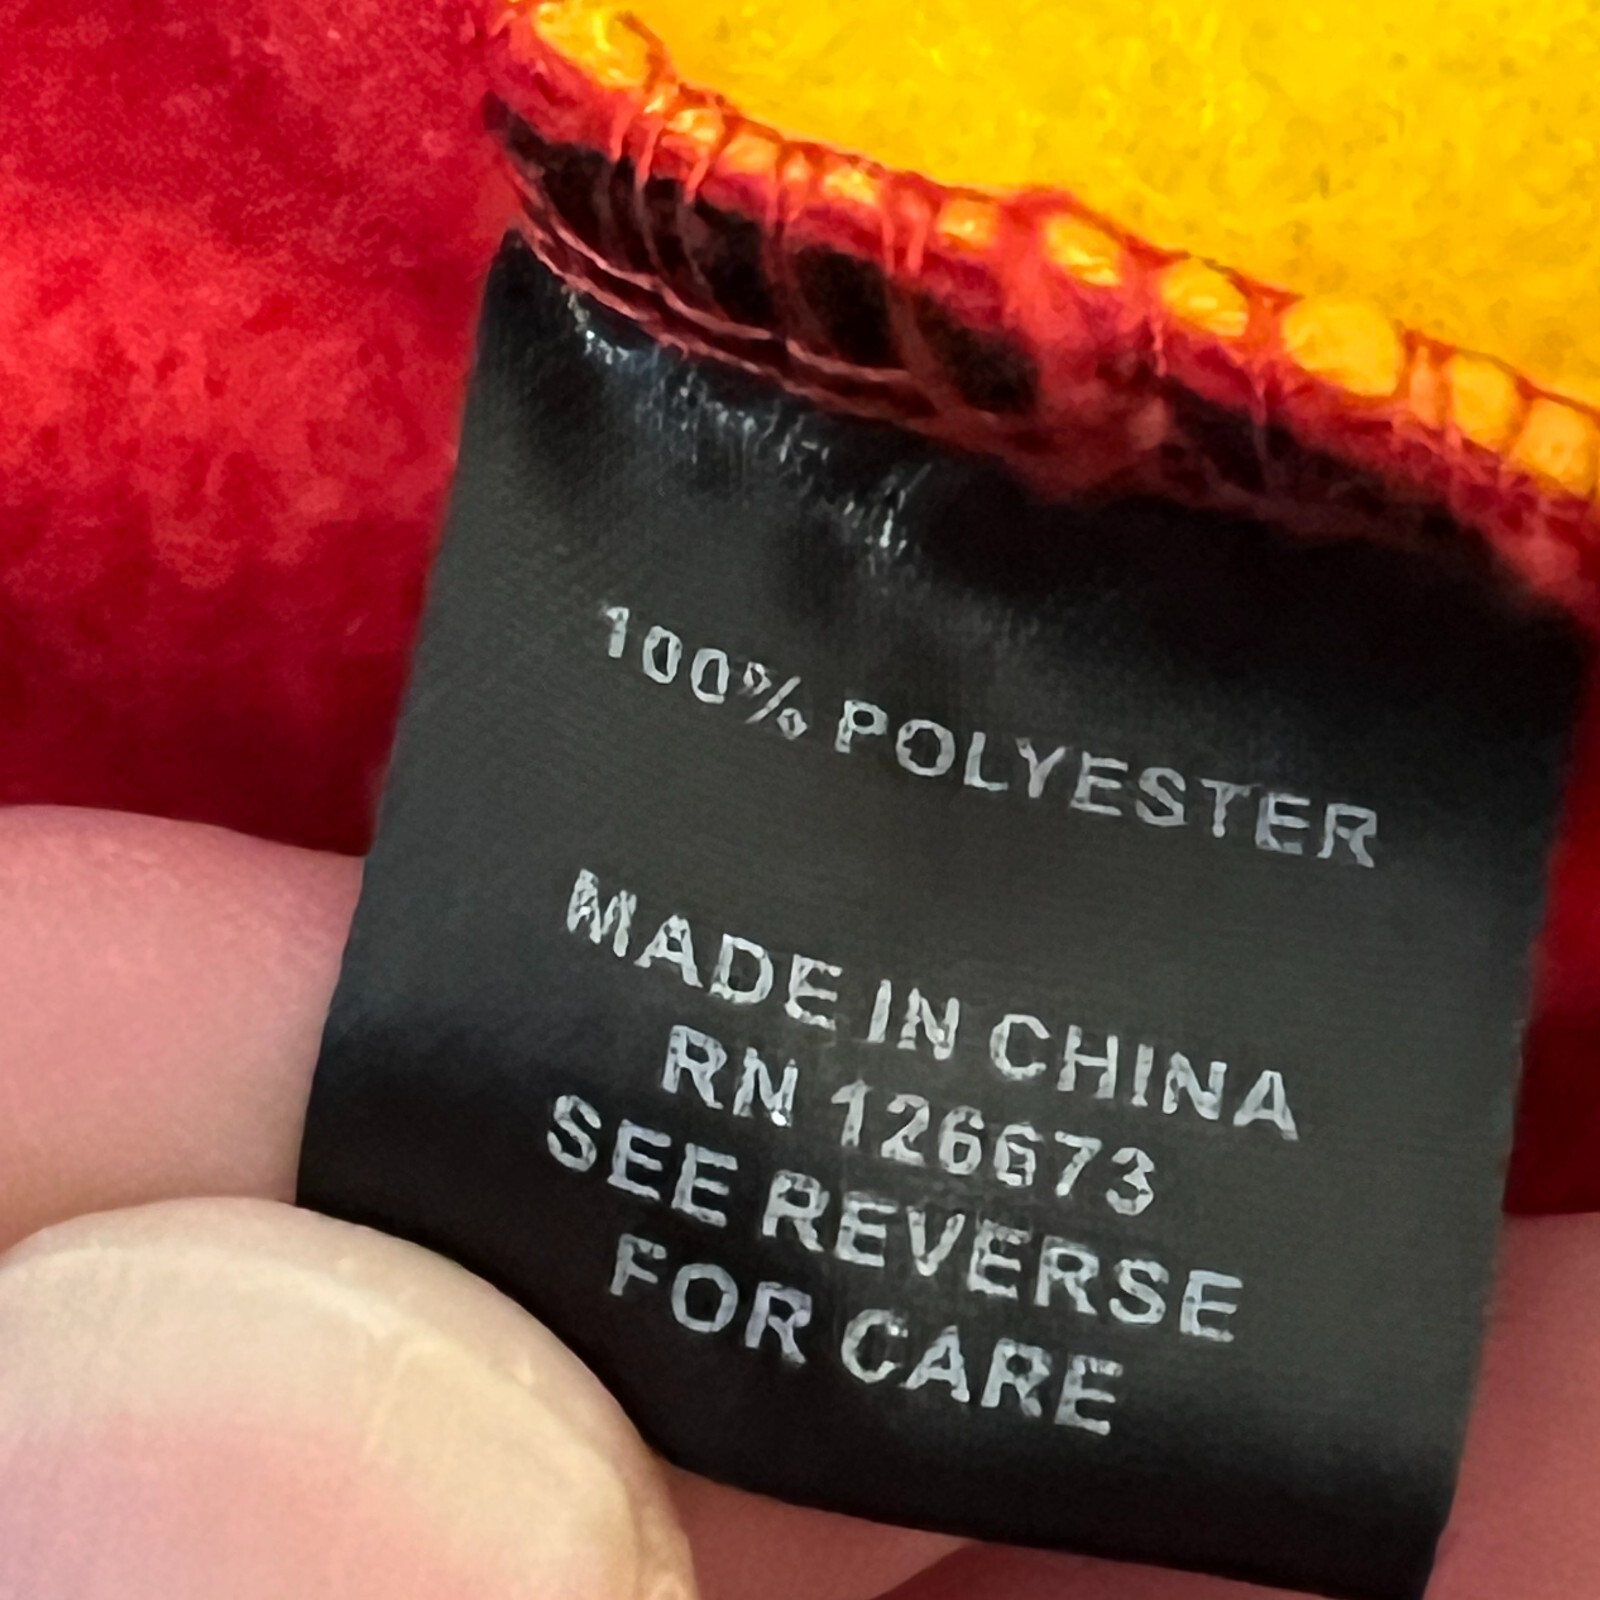 100% POLYESTER
MADE IN CHINA
RN 126673
SEE REVERSE
FOR CARE